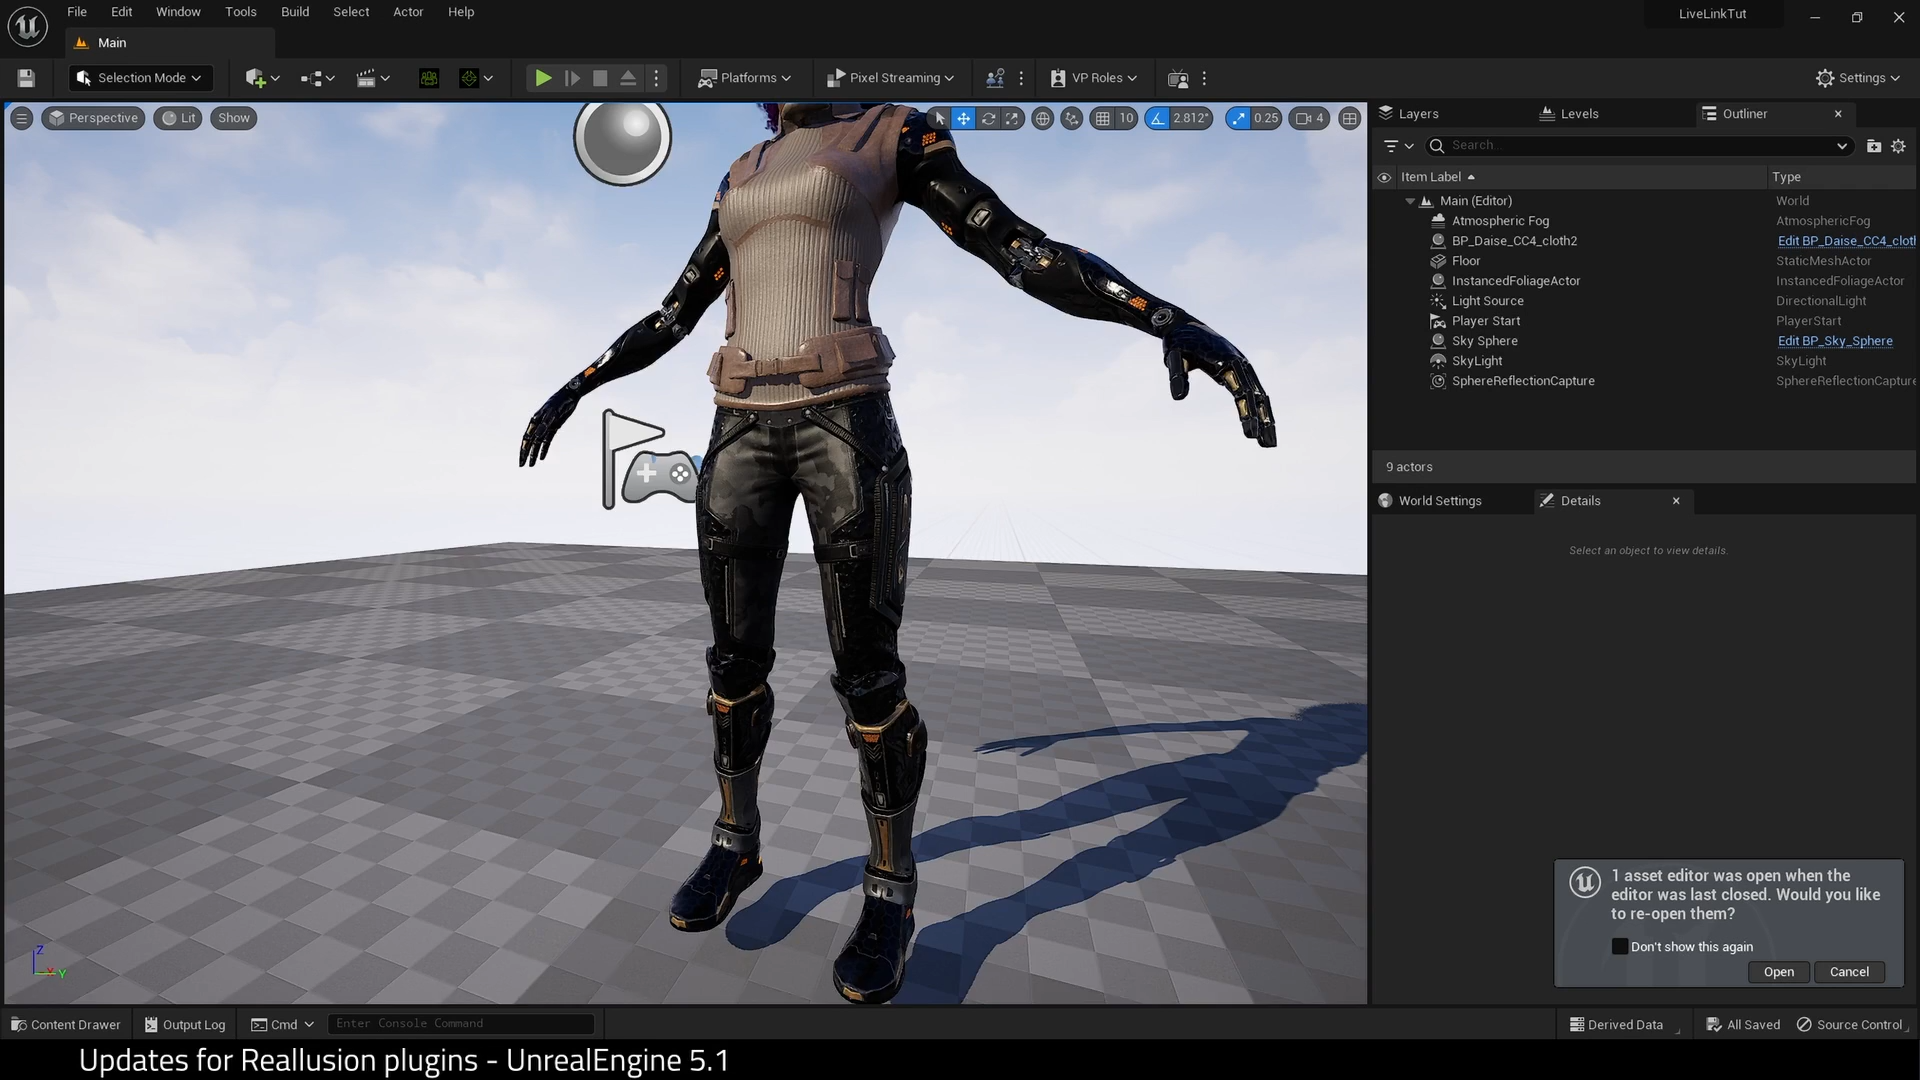 File Edit Window Tools Build Select Actor Help
LiveLinkTut
Main
Selection Mode
Platforms
Pixel Streaming
VP Roles
Settings
Perspective
Lit
Show
10
2.812°
0.25
4
Layers
Levels
Outliner
Search...
Item Label
Type
Main (Editor) World
Atmospheric Fog AtmosphericFog
BP_Daise_CC4_cloth2 Edit BP_Daise_CC4_cloth
Floor StaticMeshActor
InstancedFoliageActor InstancedFoliageActor
Light Source DirectionalLight
Player Start PlayerStart
Sky Sphere Edit BP_Sky_Sphere
SkyLight SkyLight
SphereReflectionCapture SphereReflectionCapture
9 actors
World Settings
Details
Select an object to view details.
1 asset editor was open when the
editor was last closed. Would you like
to re-open them?
Don't show this again
Open
Cancel
Z
X
Y
Content Drawer
Output Log
Cmd
Enter Console Command
Derived Data
All Saved
Source Control
Updates for Reallusion plugins - UnrealEngine 5.1